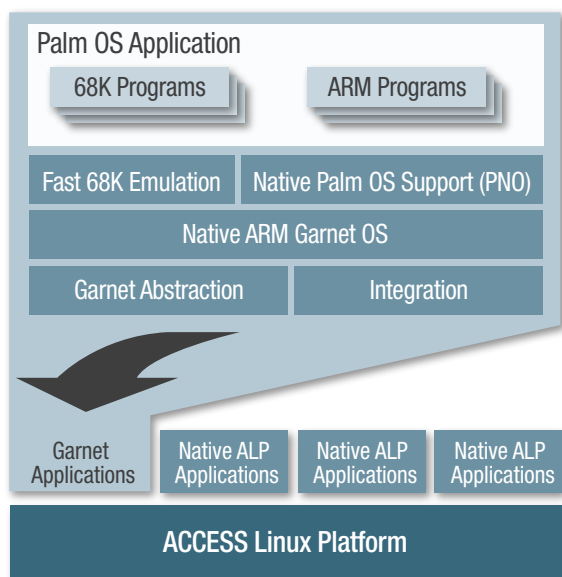 Palm OS Application
68K Programs
ARM Programs
Fast 68K Emulation
Native Palm OS Support (PNO)
Native ARM Garnet OS
Garnet Abstraction
Integration
Garnet
Applications
Native ALP
Applications
Native ALP
Applications
Native ALP
Applications
ACCESS Linux Platform